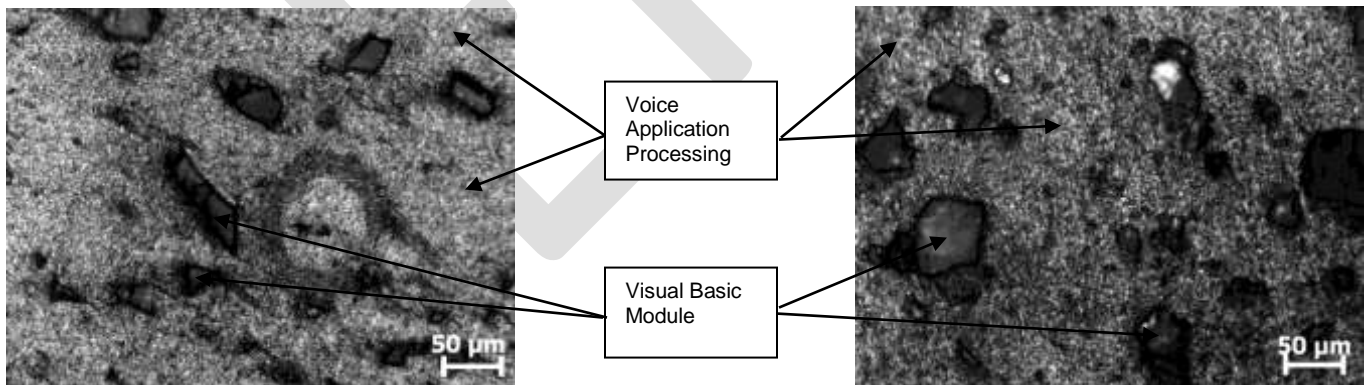 Voice
Application
Processing
Visual Basic
Module
50 µm
50 µm